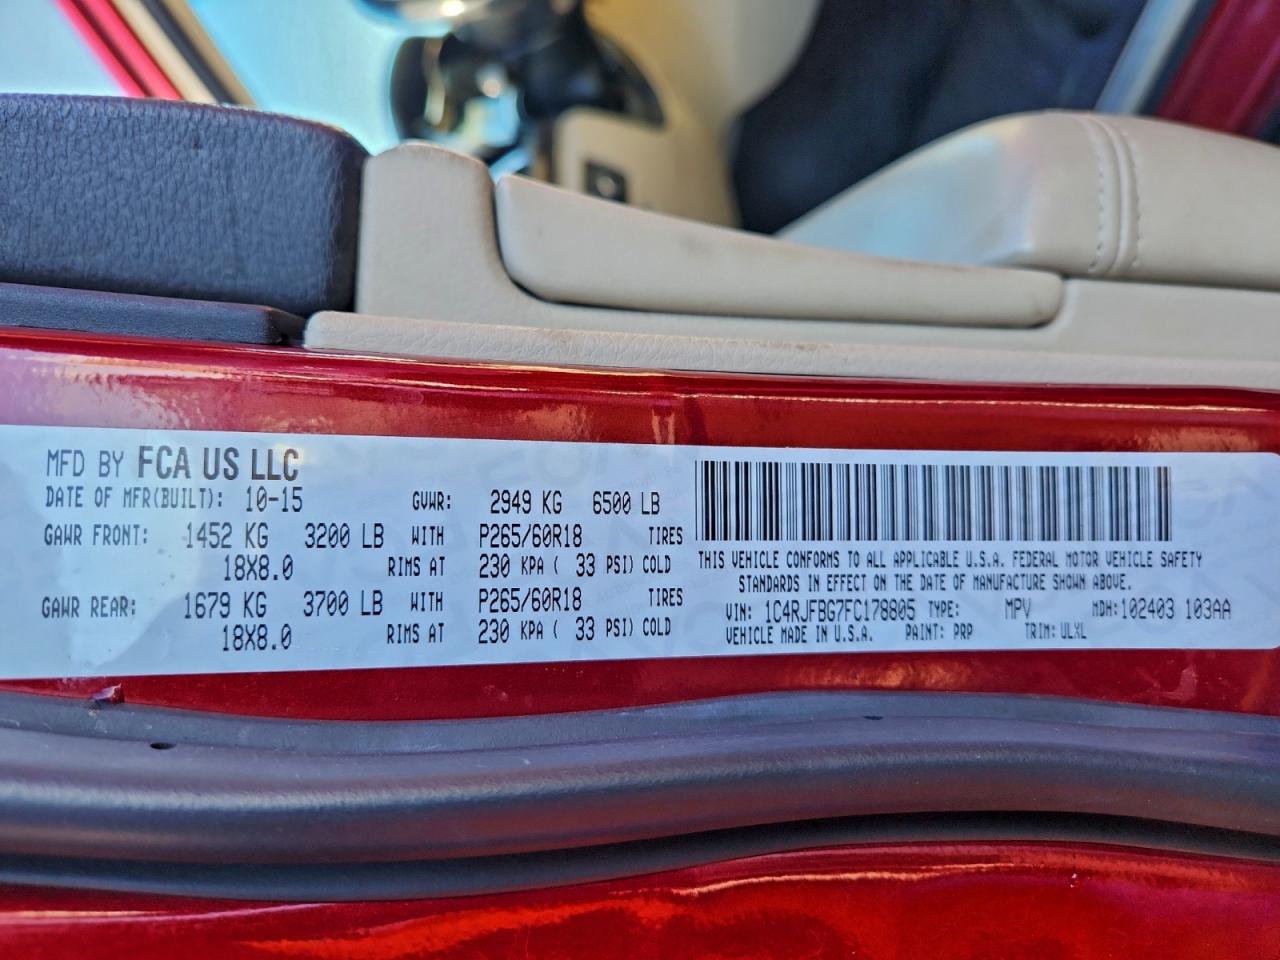 MFD BY FCA US LLC
DATE OF MFR(BUILT): 10-15 GVWR: 2949 KG 6500 LB
GAWR FRONT: 1452 KG 3200 LB WITH P265/60R18 TIRES
18X8.0 RIMS AT 230 KPA ( 33 PSI) COLD
GAWR REAR: 1679 KG 3700 LB WITH P265/60R18 TIRES
18X8.0 RIMS AT 230 KPA ( 33 PSI) COLD
THIS VEHICLE CONFORMS TO ALL APPLICABLE U.S.A. FEDERAL MOTOR VEHICLE SAFETY
STANDARDS IN EFFECT ON THE DATE OF MANUFACTURE SHOWN ABOVE.
VIN: 1C4RJFBG7FC178805 TYPE: MPV MDH:102403 103AA
VEHICLE MADE IN U.S.A. PAINT: PRP TRIM: ULXL